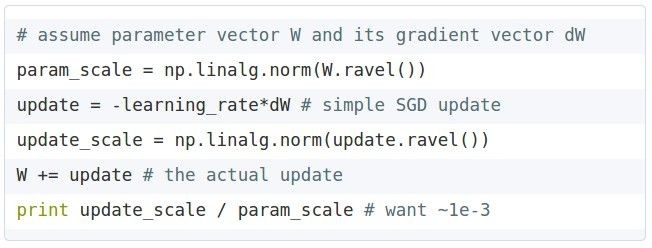 # assume parameter vector W and its gradient vector dW
param_scale = np.linalg.norm(W.ravel())
update = -learning_rate*dW # simple SGD update
update_scale = np.linalg.norm(update.ravel())
W += update # the actual update
print update_scale / param_scale # want ~1e-3